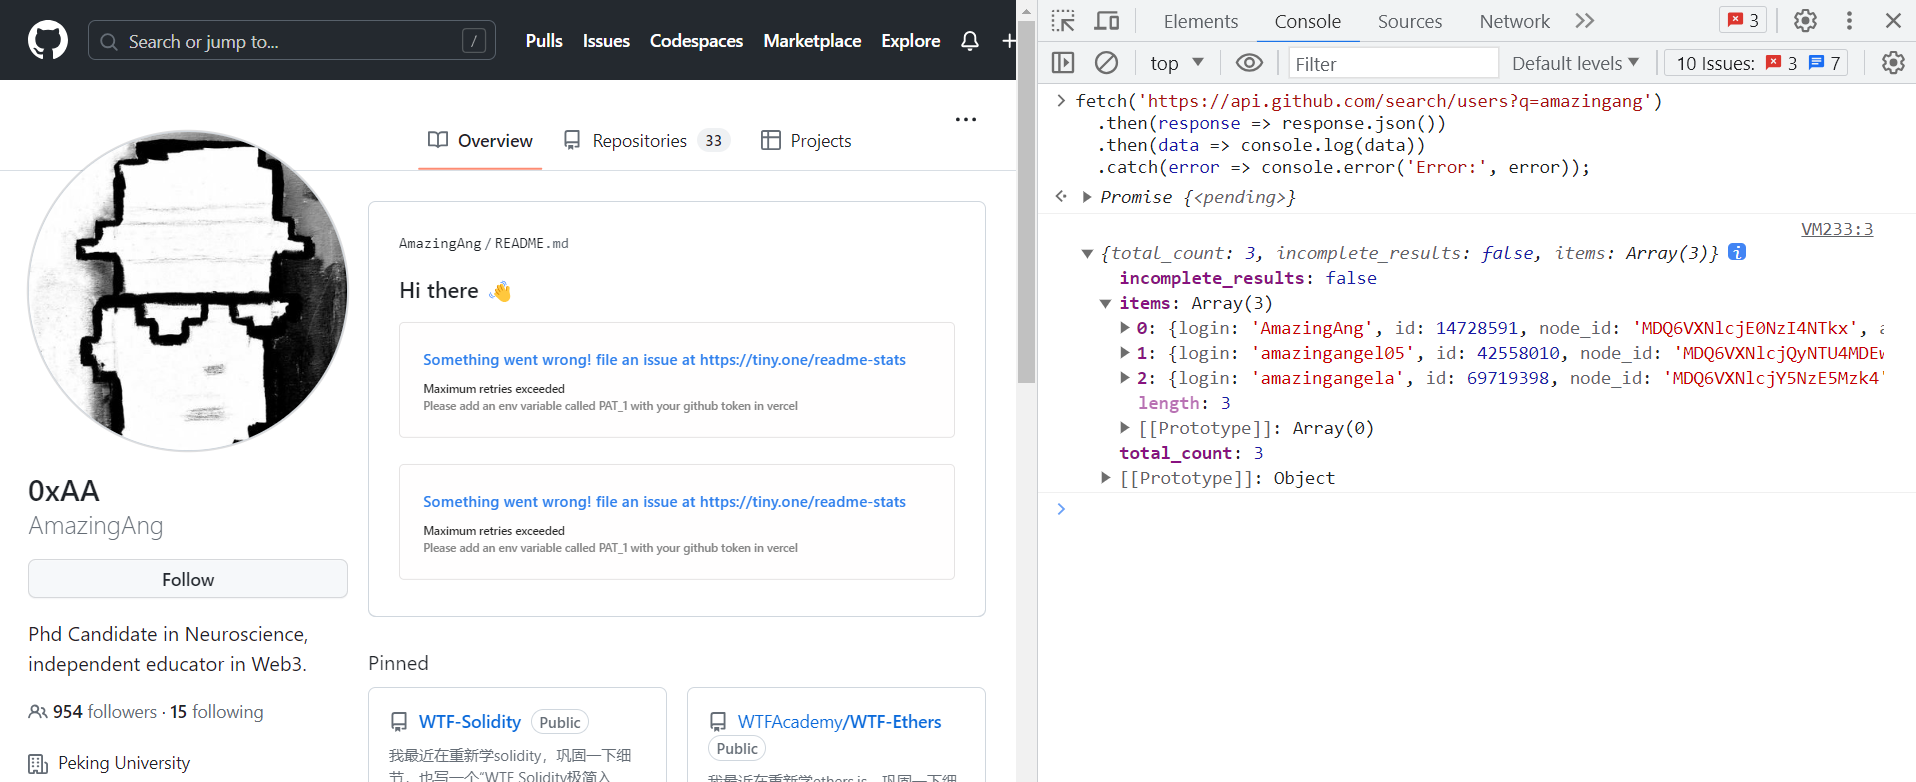 Search or jump to... /
Pulls Issues Codespaces Marketplace Explore
Overview Repositories 33 Projects
AmazingAng / README.md
Hi there 👋
Something went wrong! file an issue at https://tiny.one/readme-stats
Maximum retries exceeded
Please add an env variable called PAT_1 with your github token in vercel
Something went wrong! file an issue at https://tiny.one/readme-stats
Maximum retries exceeded
Please add an env variable called PAT_1 with your github token in vercel
0xAA
AmazingAng
Follow
Phd Candidate in Neuroscience,
independent educator in Web3.
954 followers · 15 following
Peking University
Pinned
WTF-Solidity Public
我最近在重新学solidity，巩固一下细
节，也写一个“WTF Solidity极简入
WTFAcademy/WTF-Ethers
Public
我最近在重新学ethers.js，巩固一下细
Elements Console Sources Network 3
top Filter Default levels 10 Issues: 3 7
fetch('https://api.github.com/search/users?q=amazingang')
.then(response => response.json())
.then(data => console.log(data))
.catch(error => console.error('Error:', error));
Promise {<pending>}
VM233:3
{total_count: 3, incomplete_results: false, items: Array(3)} i
incomplete_results: false
items: Array(3)
0: {login: 'AmazingAng', id: 14728591, node_id: 'MDQ6VXNlcjE0NzI4NTkx', a
1: {login: 'amazingangel05', id: 42558010, node_id: 'MDQ6VXNlcjQyNTU4MDEw
2: {login: 'amazingangela', id: 69719398, node_id: 'MDQ6VXNlcjY5NzE5Mzk4'
length: 3
[[Prototype]]: Array(0)
total_count: 3
[[Prototype]]: Object